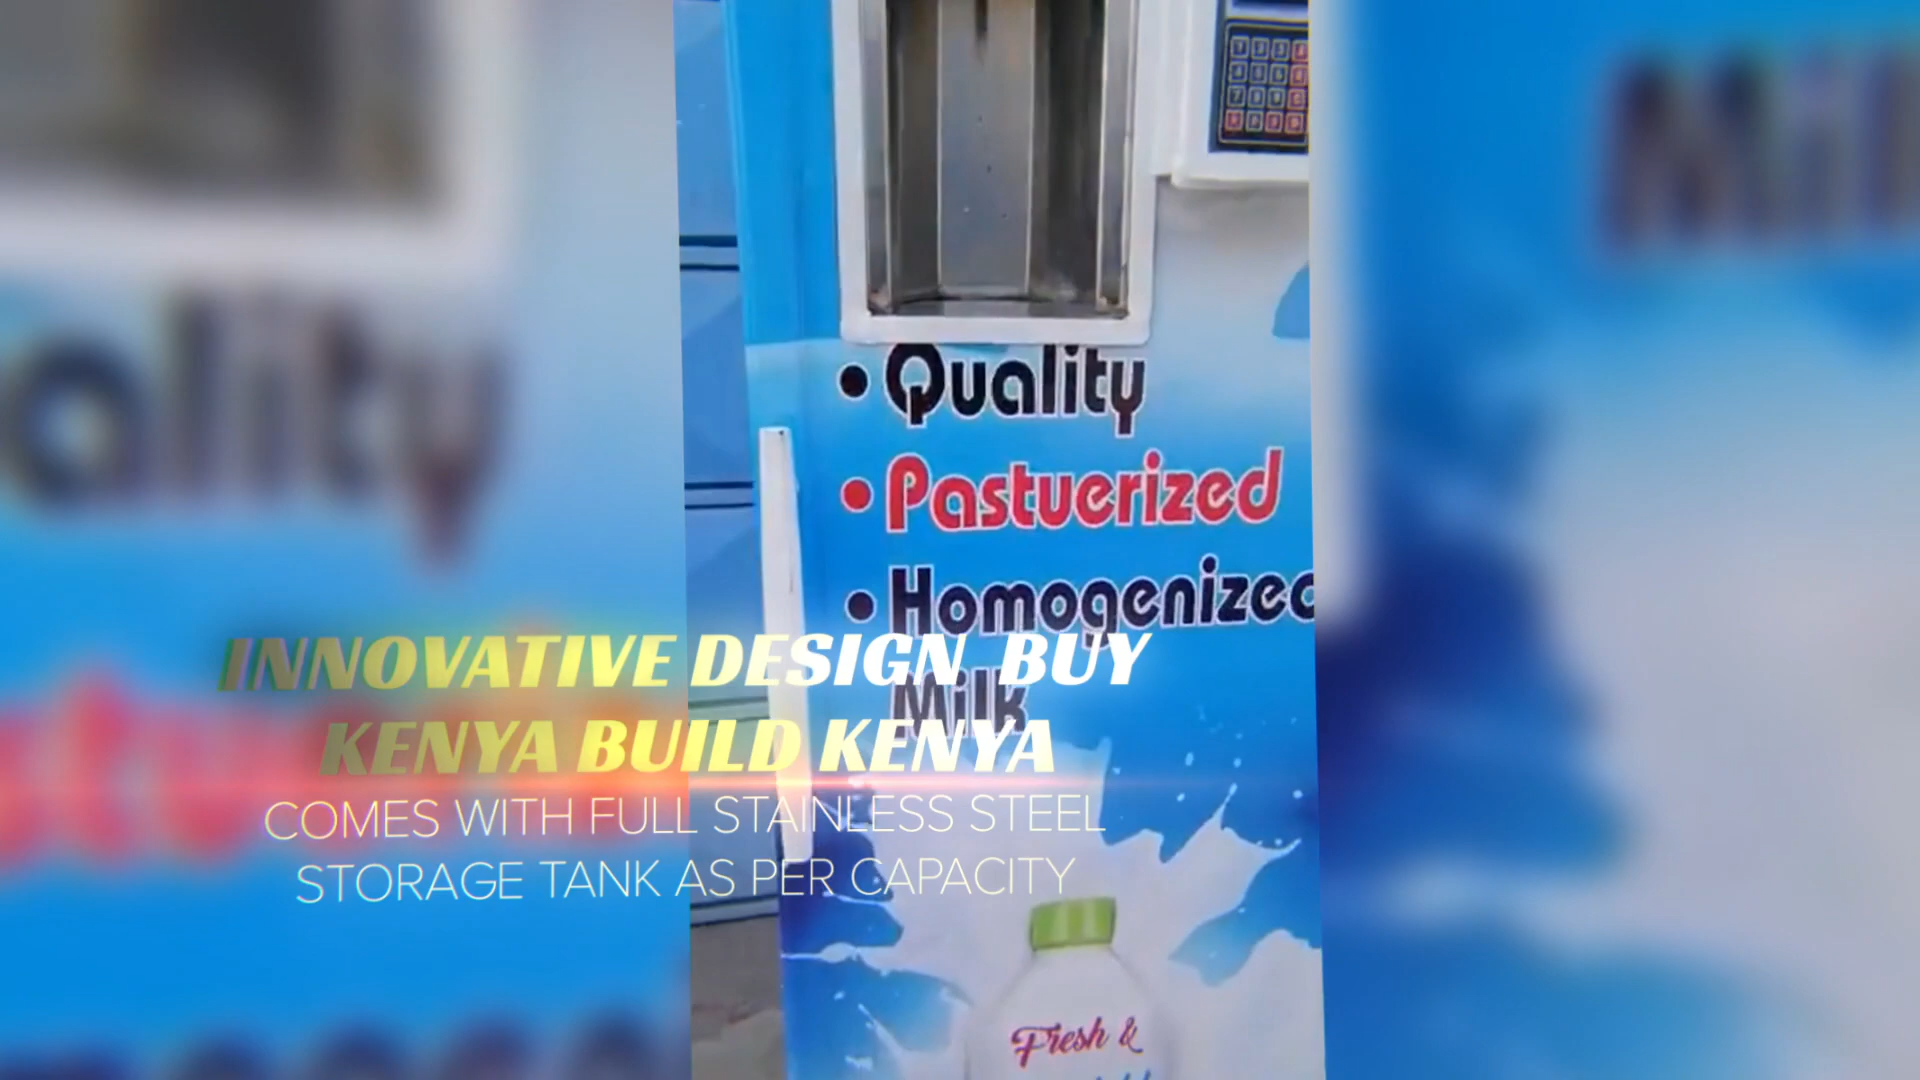 • Quality
• Pastuerized
• Homogenized
Milk
INNOVATIVE DESIGN BUY
KENYA BUILD KENYA
COMES WITH FULL STAINLESS STEEL
STORAGE TANK AS PER CAPACITY
Fresh &